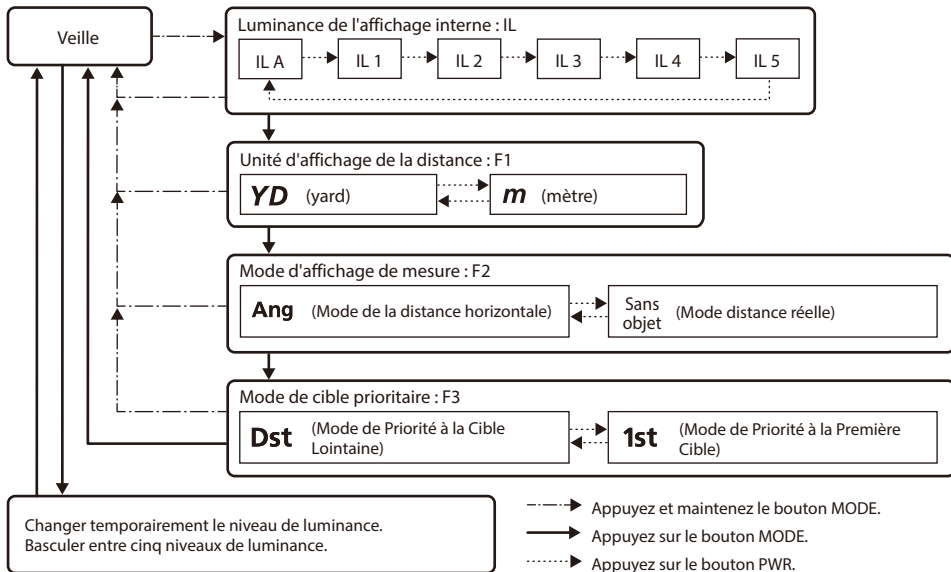 Veille
Luminance de l'affichage interne : IL
IL A
IL 1
IL 2
IL 3
IL 4
IL 5
Unité d'affichage de la distance : F1
YD (yard)
m (mètre)
Mode d'affichage de mesure : F2
Ang (Mode de la distance horizontale)
Sans
objet
(Mode distance réelle)
Mode de cible prioritaire : F3
Dst (Mode de Priorité à la Cible
Lointaine)
1st (Mode de Priorité à la Première
Cible)
Changer temporairement le niveau de luminance.
Basculer entre cinq niveaux de luminance.
Appuyez et maintenez le bouton MODE.
Appuyez sur le bouton MODE.
Appuyez sur le bouton PWR.